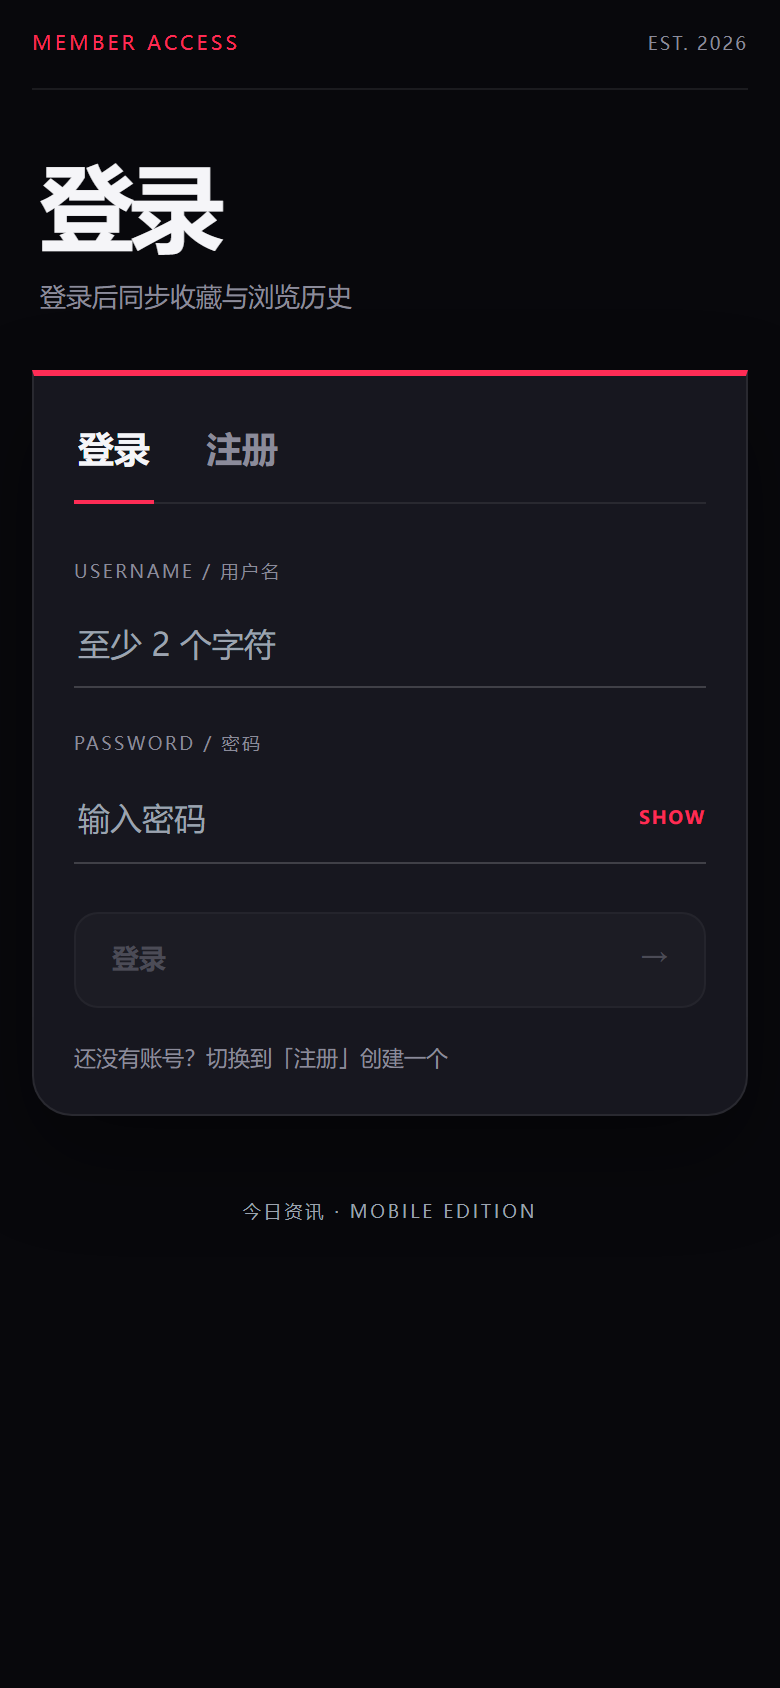 MEMBER ACCESS EST. 2026
登录
登录后同步收藏与浏览历史
登录 注册
USERNAME / 用户名
至少 2 个字符
PASSWORD / 密码
输入密码 SHOW
登录 →
还没有账号？切换到「注册」创建一个
今日资讯 · MOBILE EDITION